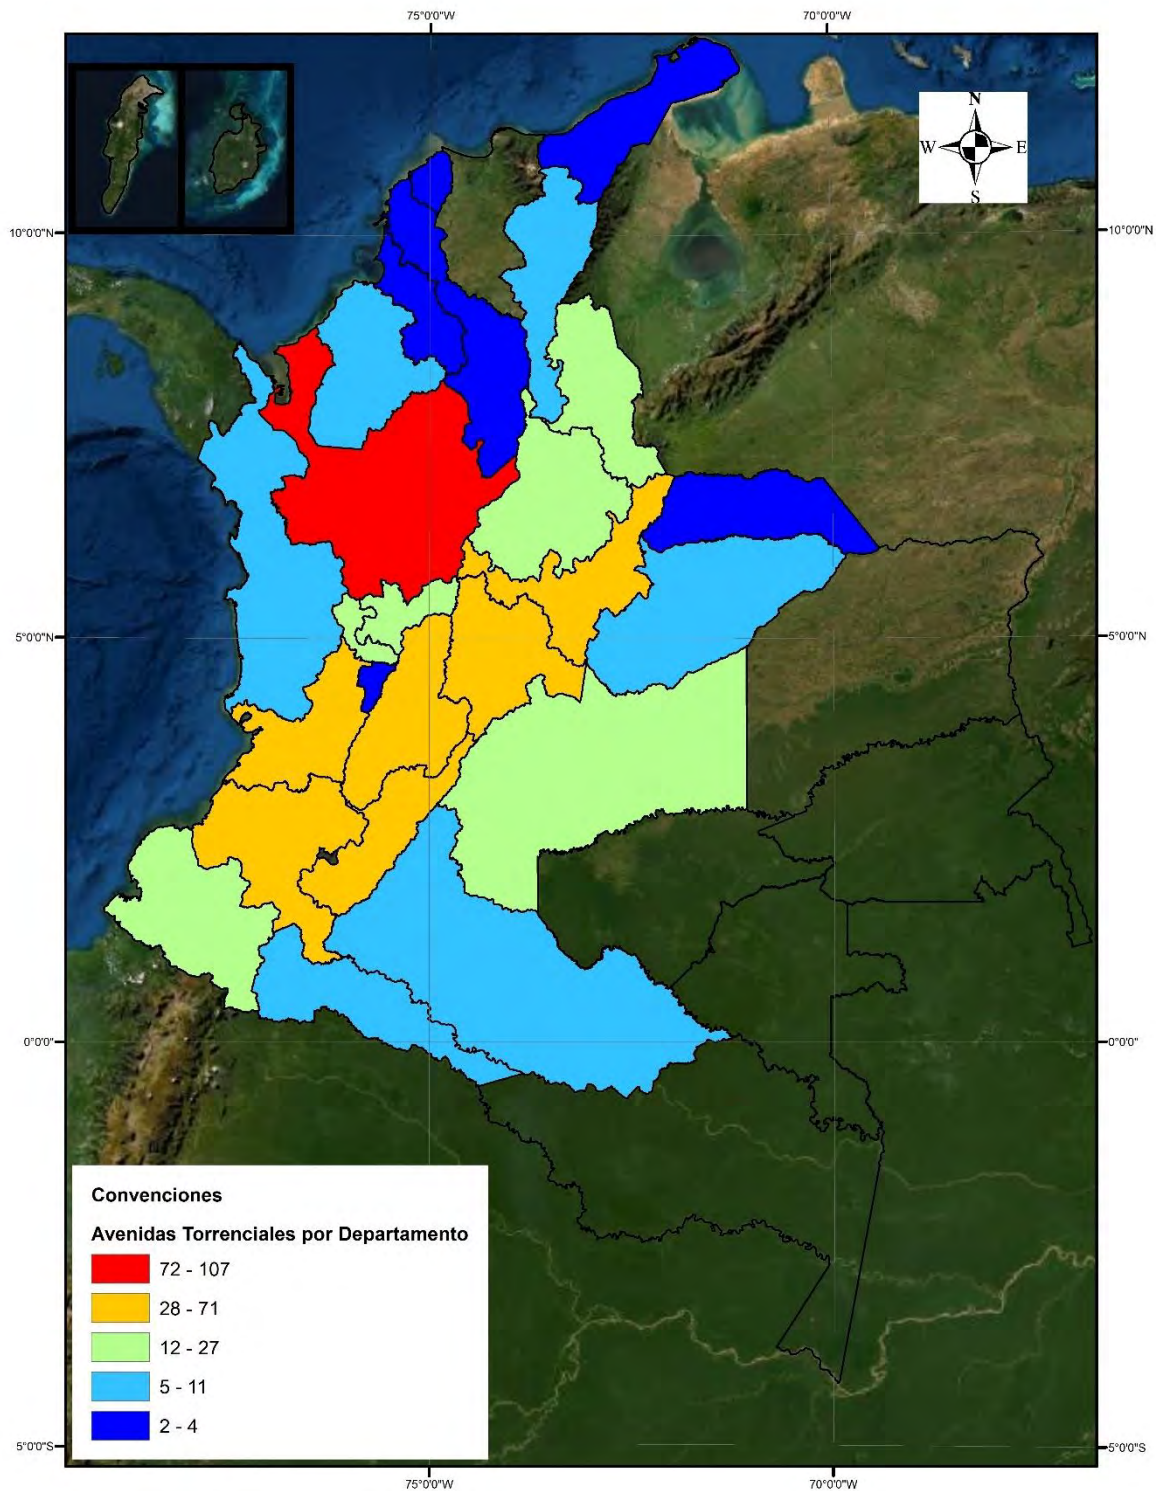 75°0'0"W 70°0'0"W
N
W E
S
10°0'0"N 10°0'0"N
5°0'0"N 5°0'0"N
0°0'0" 0°0'0"
Convenciones
Avenidas Torrenciales por Departamento
72 - 107
28 - 71
12 - 27
5 - 11
2 - 4
5°0'0"S 5°0'0"S
75°0'0"W 70°0'0"W